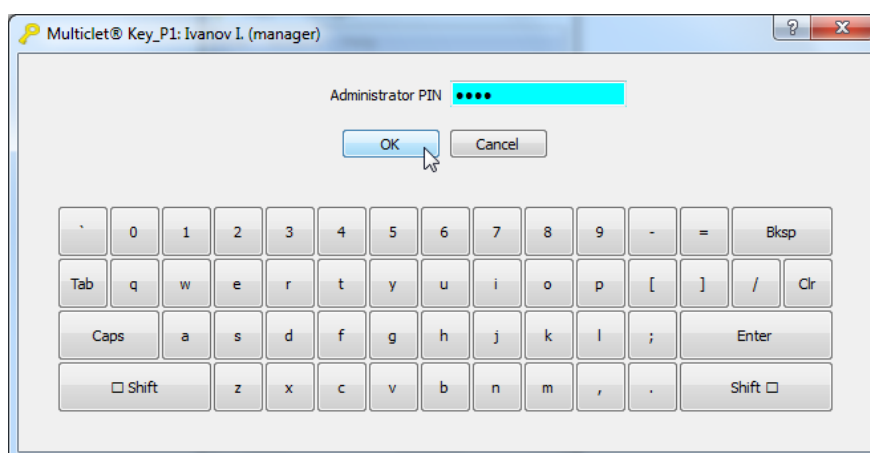 Multiclet® Key_P1: Ivanov I. (manager)
Administrator PIN ••••
OK Cancel
` 0 1 2 3 4 5 6 7 8 9 - = Bksp
Tab q w e r t y u i o p [ ] / Clr
Caps a s d f g h j k l ; Enter
□ Shift z x c v b n m , . Shift □